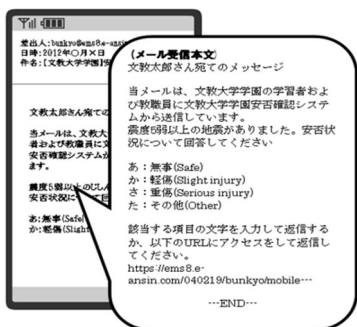 差出人:bunkyo@ems8.e-ansin
日時:2012年○月×日
件名:【文教大学学園】安
文教太郎さん宛ての
当メールは、文教大
者および教職員に文
安否確認システムか
ます。
震度5弱以上の
安否状況に
あ:無事(Safe)
か:軽傷(Slight
(メール受信本文)
文教太郎さん宛てのメッセージ
当メールは、文教大学学園の学習者およ
び教職員に文教大学学園安否確認システ
ムから送信しています。
震度5弱以上の地震がありました。安否状
況について回答してください
あ:無事(Safe)
か:軽傷(Slight injury)
さ:重傷(Serious injury)
た:その他(Other)
該当する項目の文字を入力して返信する
か、以下のURLにアクセスをして返信し
てください。
https://ems8.e-
ansin.com/040219/bunkyo/mobile---
---END---